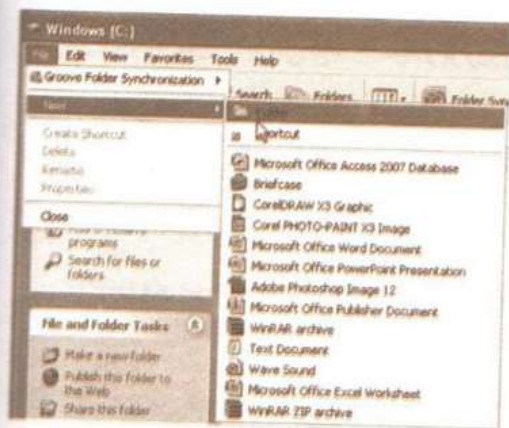 Windows (C:)
File Edit View Favorites Tools Help
Groove Folder Synchronization
Search Folders Folder Sync
New
Create Shortcut
Delete
Rename
Properties
Close
programs
Search for files or
folders
File and Folder Tasks
Make a new folder
Publish this folder to
the Web
Share this folder
Folder
Shortcut
Microsoft Office Access 2007 Database
Briefcase
CorelDRAW X3 Graphic
Corel PHOTO-PAINT X3 Image
Microsoft Office Word Document
Microsoft Office PowerPoint Presentation
Adobe Photoshop Image 12
Microsoft Office Publisher Document
WinRAR archive
Text Document
Wave Sound
Microsoft Office Excel Worksheet
WinRAR ZIP archive